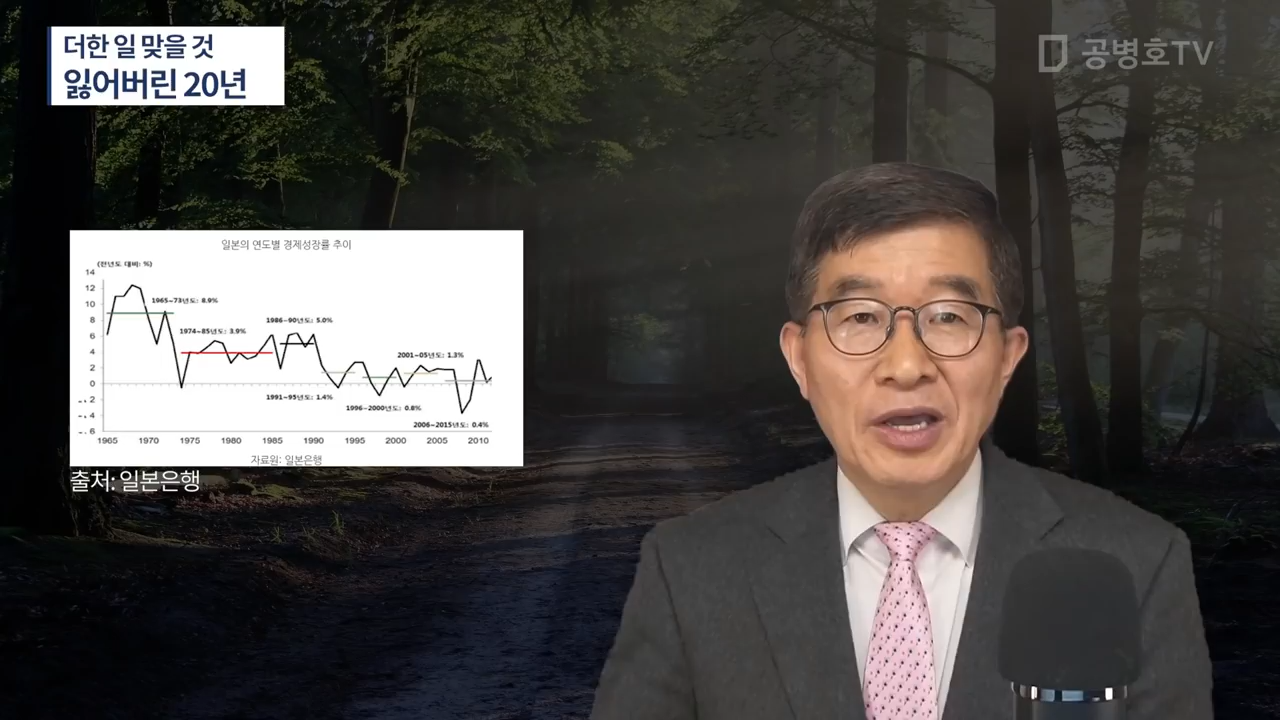 더한 일 맞을 것
잃어버린 20년
공병호TV
일본의 연도별 경제성장률 추이
(전년도 대비: %)
14
12
10
8
6
4
2
0
-. 2
-. 4
-. 6
1965~73년도: 8.9%
1974~85년도: 3.9%
1986~90년도: 5.0%
1991~95년도: 1.4%
1996~2000년도: 0.8%
2001~05년도: 1.3%
2006~2015년도: 0.4%
1965 1970 1975 1980 1985 1990 1995 2000 2005 2010
자료원: 일본은행
출처: 일본은행